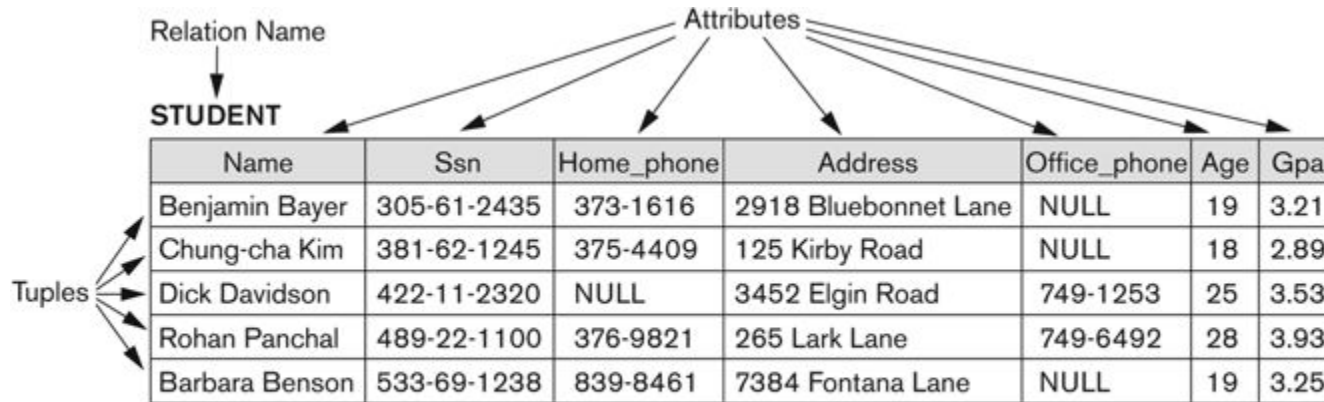 Relation Name
Attributes
STUDENT
Name Ssn Home_phone Address Office_phone Age Gpa
Benjamin Bayer 305-61-2435 373-1616 2918 Bluebonnet Lane NULL 19 3.21
Chung-cha Kim 381-62-1245 375-4409 125 Kirby Road NULL 18 2.89
Tuples
Dick Davidson 422-11-2320 NULL 3452 Elgin Road 749-1253 25 3.53
Rohan Panchal 489-22-1100 376-9821 265 Lark Lane 749-6492 28 3.93
Barbara Benson 533-69-1238 839-8461 7384 Fontana Lane NULL 19 3.25